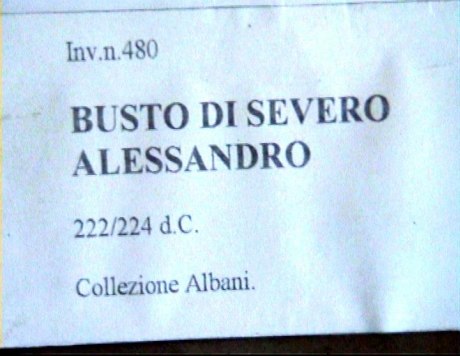 Inv.n.480
BUSTO DI SEVERO
ALESSANDRO
222/224 d.C.
Collezione Albani.